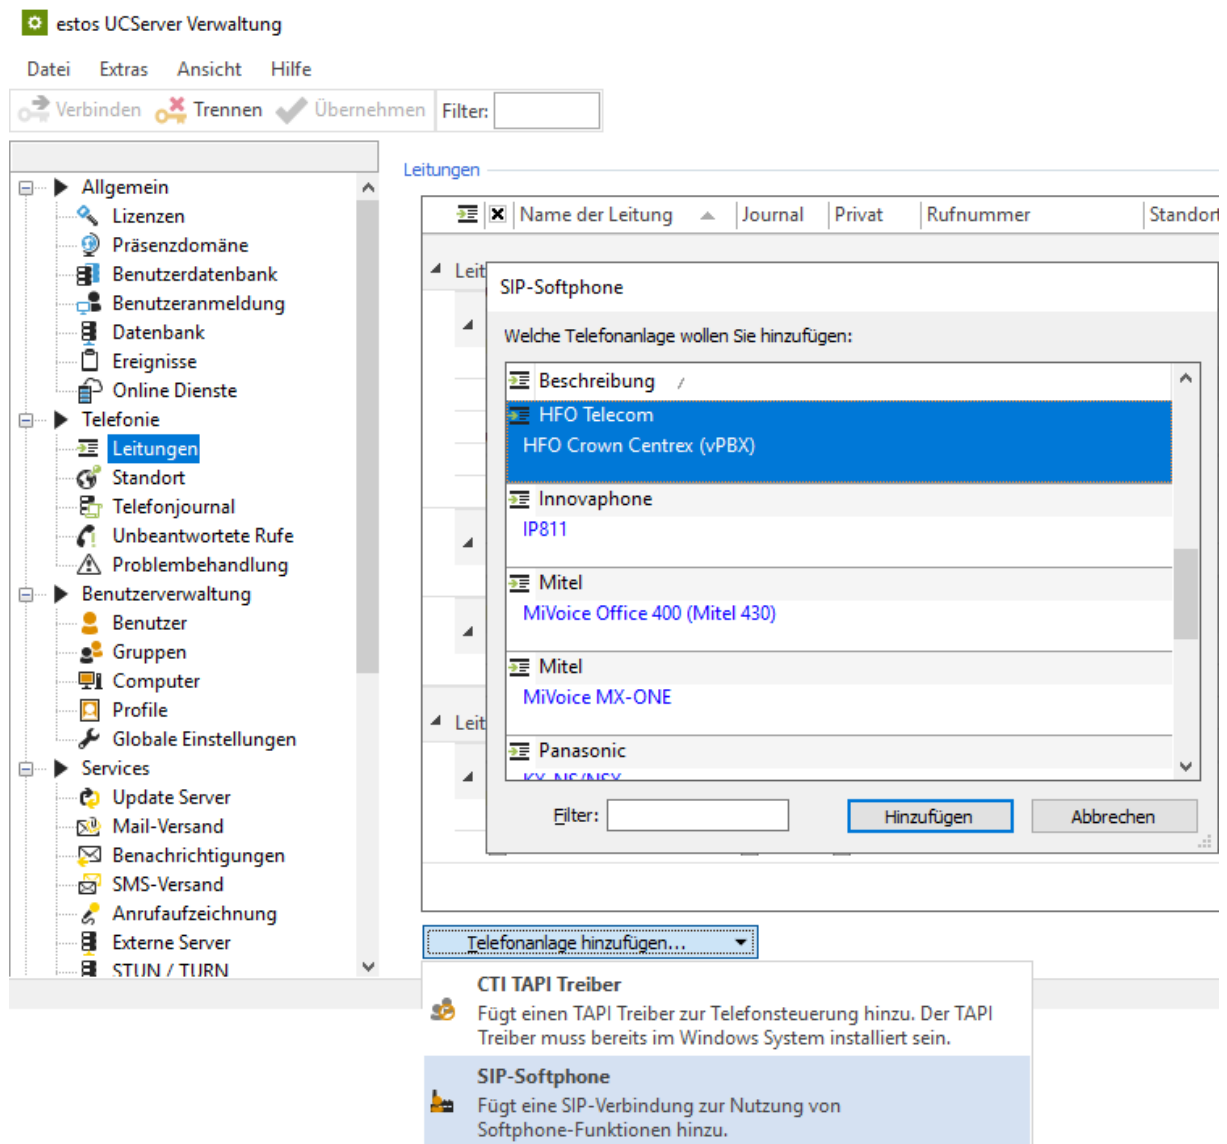 estos UCServer Verwaltung
Datei Extras Ansicht Hilfe
Verbinden Trennen Übernehmen Filter:
Allgemein
Lizenzen
Präsenzdomäne
Benutzerdatenbank
Benutzeranmeldung
Datenbank
Ereignisse
Online Dienste
Telefonie
Leitungen
Standort
Telefonjournal
Unbeantwortete Rufe
Problembehandlung
Benutzerverwaltung
Benutzer
Gruppen
Computer
Profile
Globale Einstellungen
Services
Update Server
Mail-Versand
Benachrichtigungen
SMS-Versand
Anrufaufzeichnung
Externe Server
STUN / TURN
Leitungen
Name der Leitung Journal Privat Rufnummer Standort
Leit
Leit
SIP-Softphone
Welche Telefonanlage wollen Sie hinzufügen:
Beschreibung
HFO Telecom
HFO Crown Centrex (vPBX)
Innovaphone
IP811
Mitel
MiVoice Office 400 (Mitel 430)
Mitel
MiVoice MX-ONE
Panasonic
KX-NS/NSX
Filter: Hinzufügen Abbrechen
Telefonanlage hinzufügen...
CTI TAPI Treiber
Fügt einen TAPI Treiber zur Telefonsteuerung hinzu. Der TAPI
Treiber muss bereits im Windows System installiert sein.
SIP-Softphone
Fügt eine SIP-Verbindung zur Nutzung von
Softphone-Funktionen hinzu.